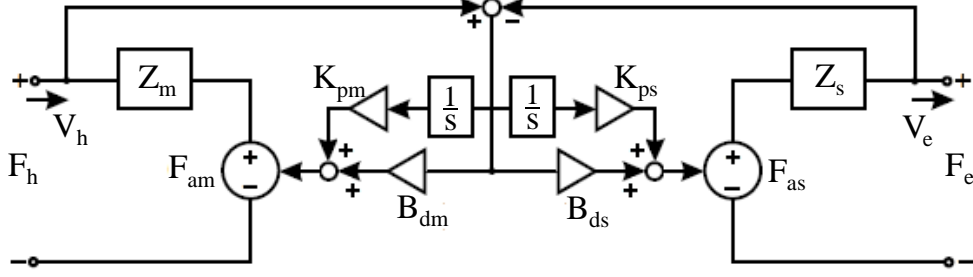 + −
+ Z_m K_pm 1/s 1/s K_ps Z_s +
V_h V_e
+ +
F_h F_am + − + + + + − F_as F_e
B_dm B_ds
− −